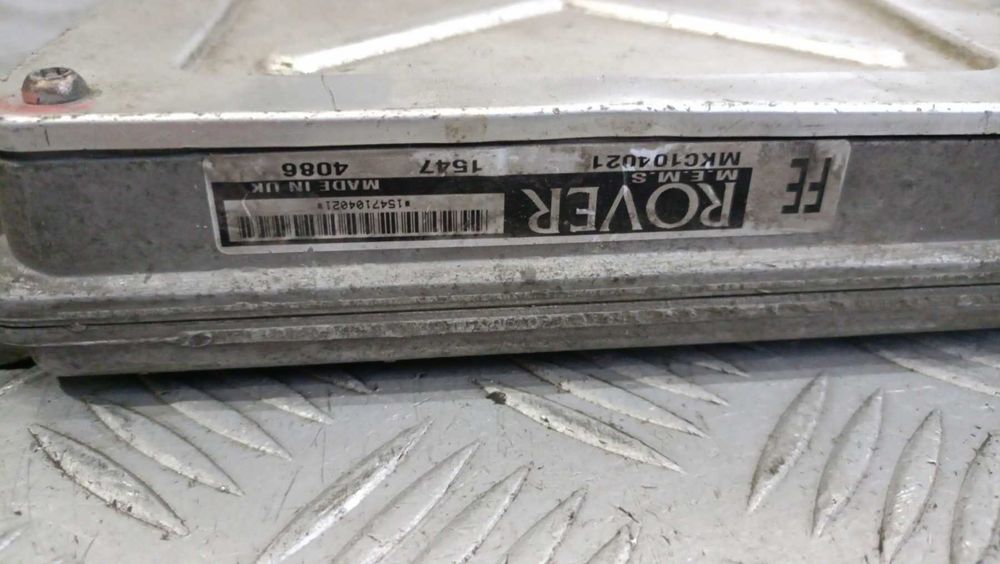 FE
ROVER
M.E.M.S
*1547104021*
MADE IN UK
MKC104021 1547 4086